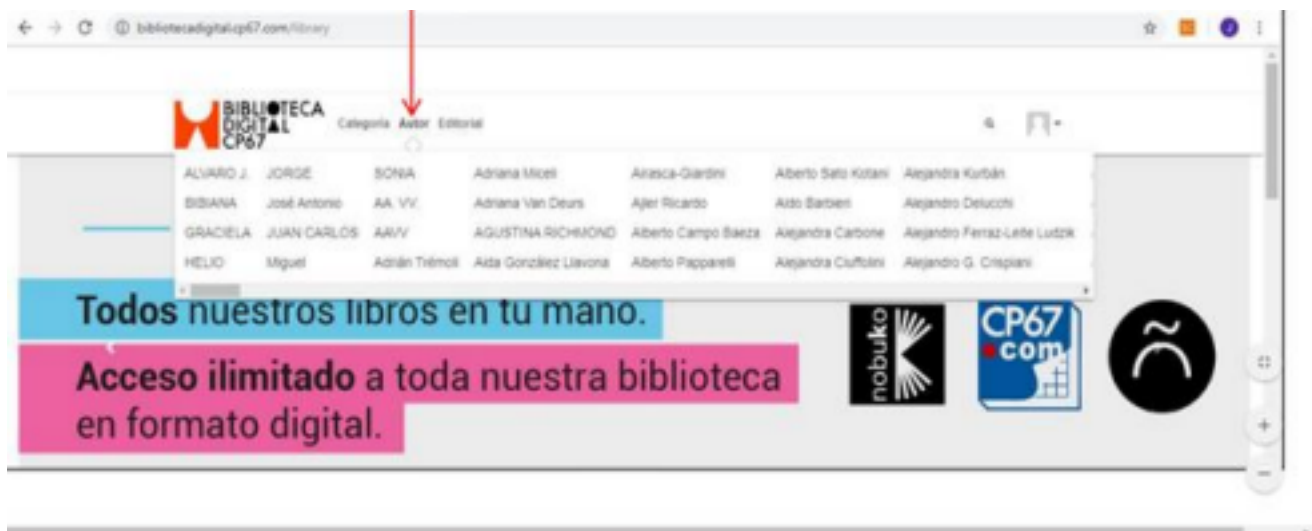 bibliotecadigital.cp67.com/library
BIBLIOTECA
DIGITAL
CP67
Categoría Autor Editorial
ALVARO J. JORGE SONIA Adriana Miceli Airasca-Giardini Alberto Sato Kotani Alejandra Kurbán
BIBIANA José Antonio AA. VV. Adriana Van Deurs Ajler Ricardo Aldo Barbieri Alejandro Delucchi
GRACIELA JUAN CARLOS AAVV AGUSTINA RICHMOND Alberto Campo Baeza Alejandra Carbone Alejandro Ferraz-Leite Ludzik
HELIO Miguel Adrián Trémoli Aida González Llavona Alberto Papparelli Alejandra Ciuffolini Alejandro G. Crispiani
Todos nuestros libros en tu mano.
Acceso ilimitado a toda nuestra biblioteca
en formato digital.
nobuko
CP67
.com